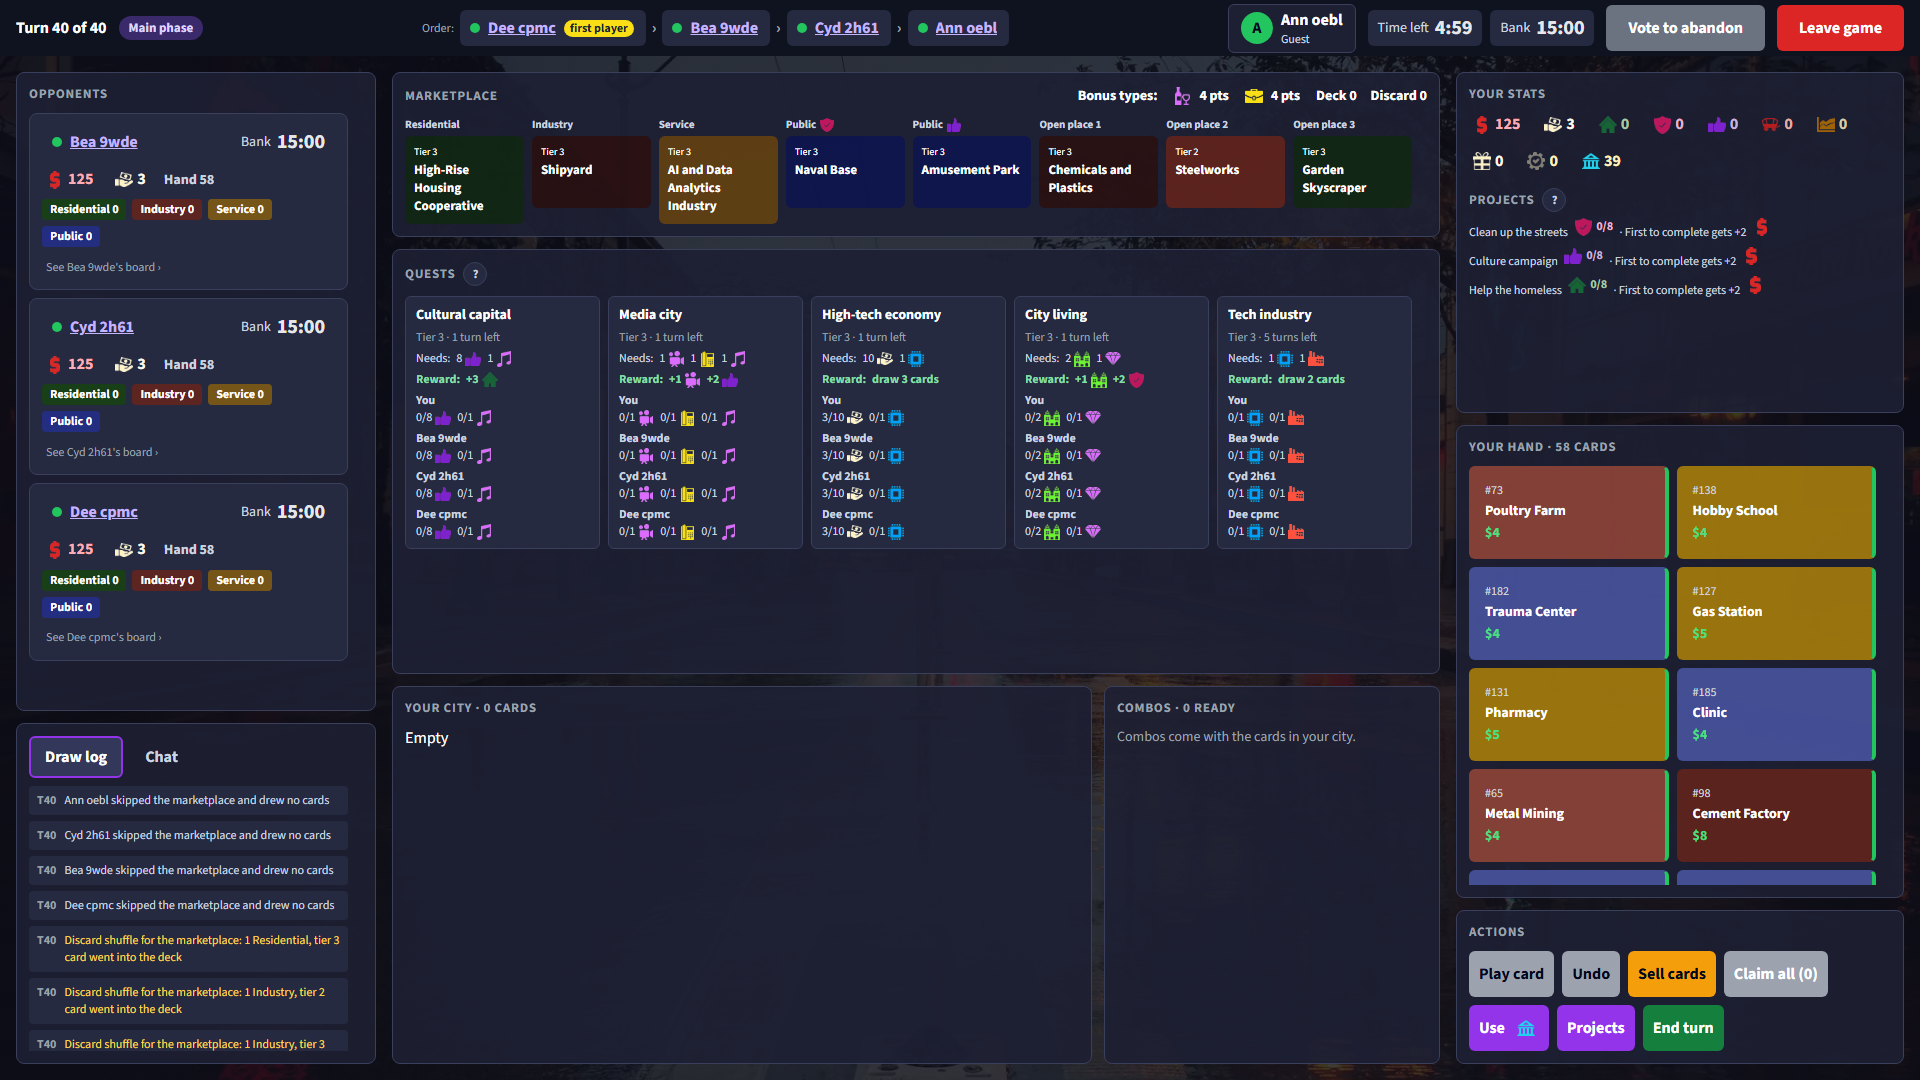 Turn 40 of 40 Main phase Order: Dee cpmc first player › Bea 9wde › Cyd 2h61 › Ann oebl A Ann oebl Guest Time left 4:59 Bank 15:00 Vote to abandon Leave game
OPPONENTS
Bea 9wde Bank 15:00
125 3 Hand 58
Residential 0 Industry 0 Service 0
Public 0
See Bea 9wde's board ›
Cyd 2h61 Bank 15:00
125 3 Hand 58
Residential 0 Industry 0 Service 0
Public 0
See Cyd 2h61's board ›
Dee cpmc Bank 15:00
125 3 Hand 58
Residential 0 Industry 0 Service 0
Public 0
See Dee cpmc's board ›
Draw log Chat
T40 Ann oebl skipped the marketplace and drew no cards
T40 Cyd 2h61 skipped the marketplace and drew no cards
T40 Bea 9wde skipped the marketplace and drew no cards
T40 Dee cpmc skipped the marketplace and drew no cards
T40 Discard shuffle for the marketplace: 1 Residential, tier 3
card went into the deck
T40 Discard shuffle for the marketplace: 1 Industry, tier 2
card went into the deck
T40 Discard shuffle for the marketplace: 1 Industry, tier 3
MARKETPLACE Bonus types: 4 pts 4 pts Deck 0 Discard 0
Residential Industry Service Public Public Open place 1 Open place 2 Open place 3
Tier 3 Tier 3 Tier 3 Tier 3 Tier 3 Tier 3 Tier 2 Tier 3
High-Rise Shipyard AI and Data Naval Base Amusement Park Chemicals and Steelworks Garden
Housing Analytics Plastics Skyscraper
Cooperative Industry
QUESTS ?
Cultural capital Media city High-tech economy City living Tech industry
Tier 3 · 1 turn left Tier 3 · 1 turn left Tier 3 · 1 turn left Tier 3 · 1 turn left Tier 3 · 5 turns left
Needs: 8 1 Needs: 1 1 1 Needs: 10 1 Needs: 2 1 Needs: 1 1
Reward: +3 Reward: +1 +2 Reward: draw 3 cards Reward: +1 +2 Reward: draw 2 cards
You You You You You
0/8 0/1 0/1 0/1 0/1 3/10 0/1 0/2 0/1 0/1 0/1
Bea 9wde Bea 9wde Bea 9wde Bea 9wde Bea 9wde
0/8 0/1 0/1 0/1 0/1 3/10 0/1 0/2 0/1 0/1 0/1
Cyd 2h61 Cyd 2h61 Cyd 2h61 Cyd 2h61 Cyd 2h61
0/8 0/1 0/1 0/1 0/1 3/10 0/1 0/2 0/1 0/1 0/1
Dee cpmc Dee cpmc Dee cpmc Dee cpmc Dee cpmc
0/8 0/1 0/1 0/1 0/1 3/10 0/1 0/2 0/1 0/1 0/1
YOUR CITY · 0 CARDS
Empty
COMBOS · 0 READY
Combos come with the cards in your city.
YOUR STATS
125 3 0 0 0 0 0
0 0 39
PROJECTS ?
Clean up the streets 0/8 · First to complete gets +2
Culture campaign 0/8 · First to complete gets +2
Help the homeless 0/8 · First to complete gets +2
YOUR HAND · 58 CARDS
#73 #138
Poultry Farm Hobby School
$4 $4
#182 #127
Trauma Center Gas Station
$4 $5
#131 #185
Pharmacy Clinic
$5 $4
#65 #98
Metal Mining Cement Factory
$4 $8
ACTIONS
Play card Undo Sell cards Claim all (0)
Use Projects End turn